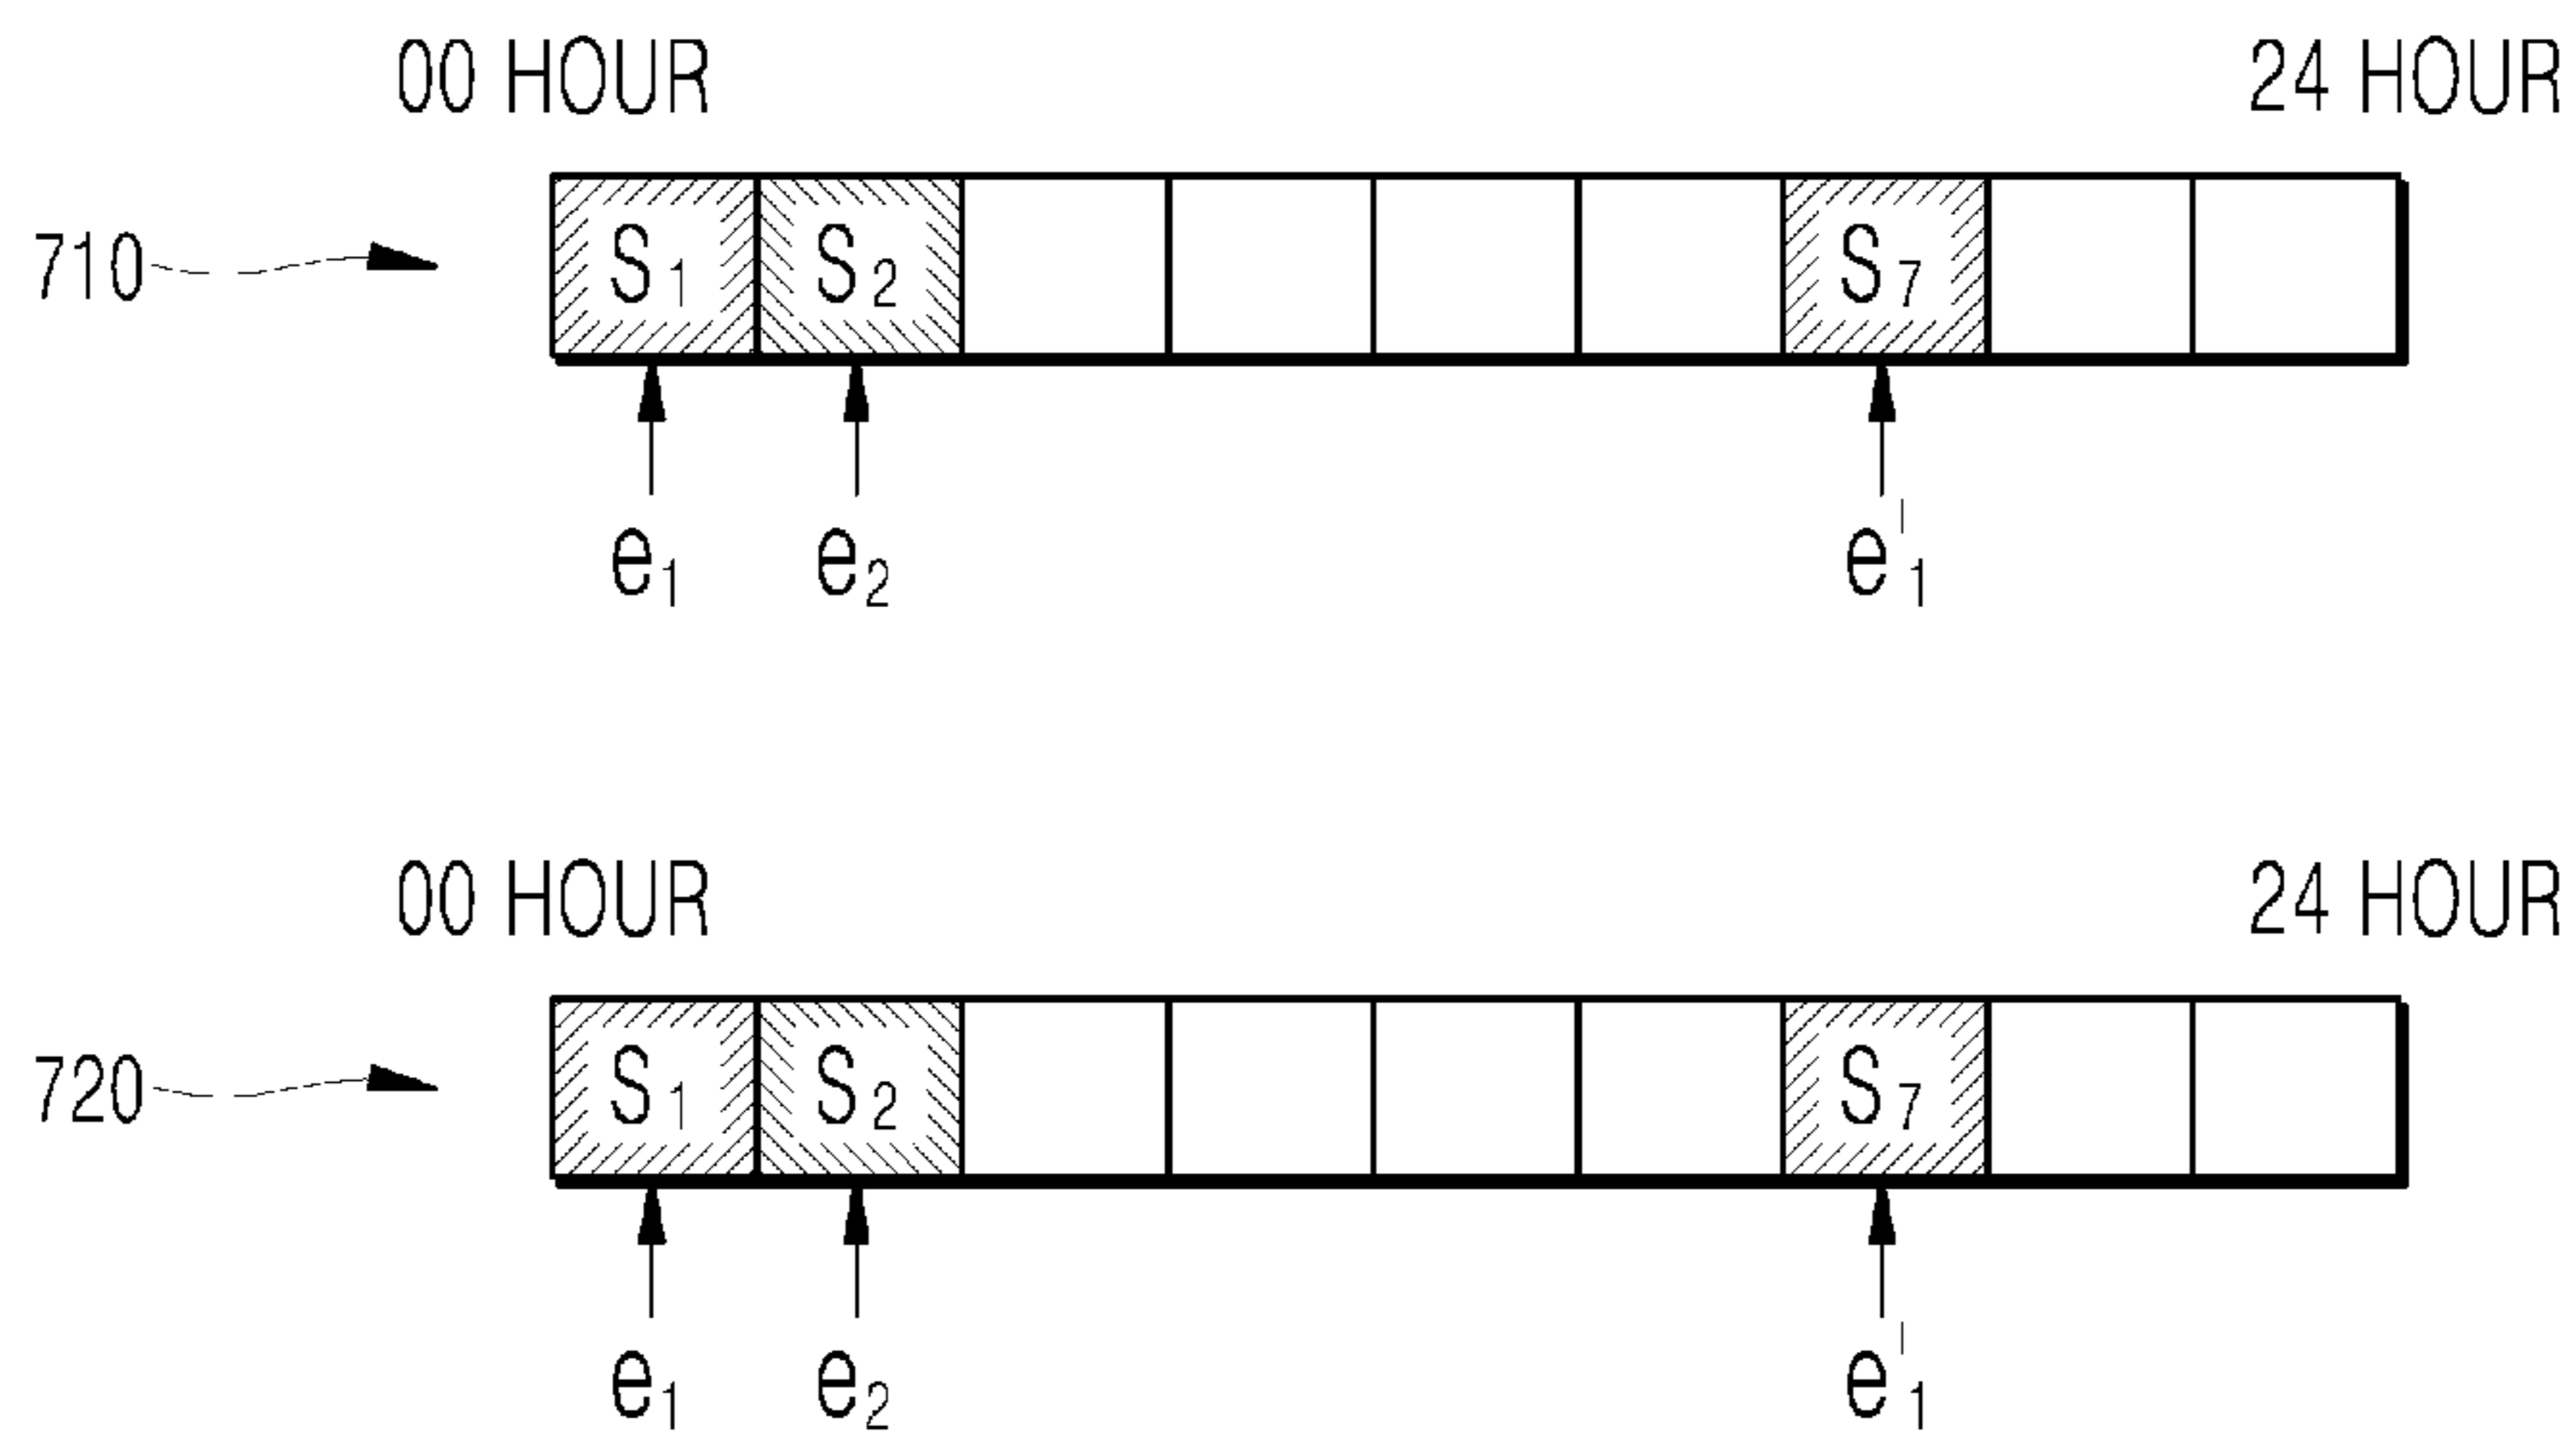 00 HOUR 24 HOUR
710 S₁ S₂ S₇
e₁ e₂ e'₁
00 HOUR 24 HOUR
720 S₁ S₂ S₇
e₁ e₂ e'₁